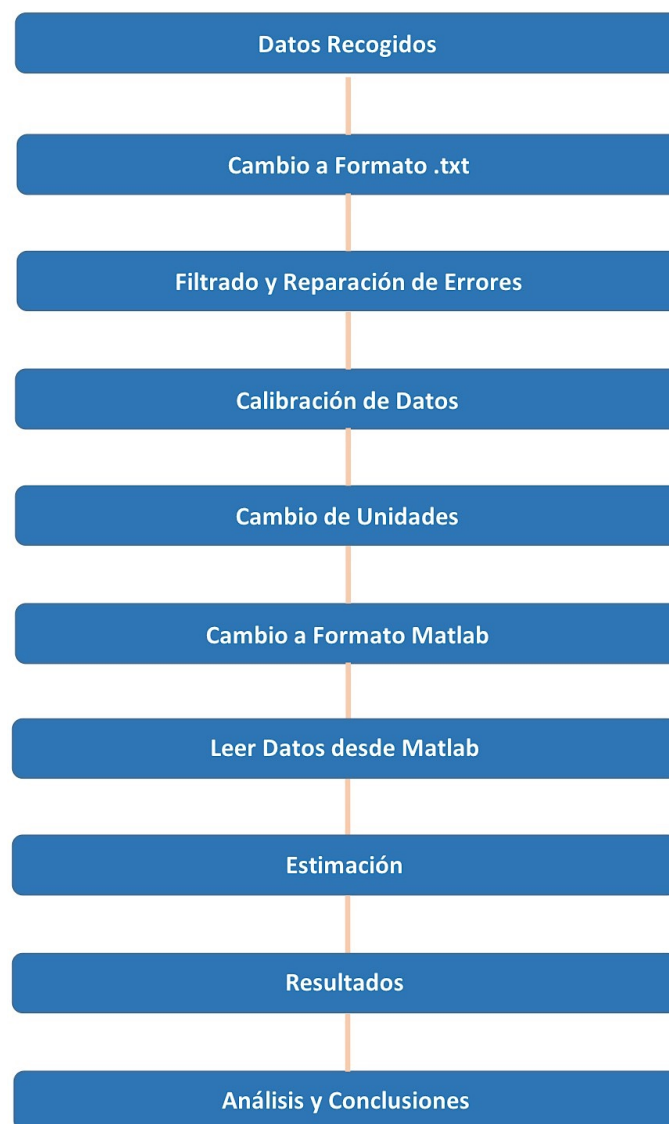 Datos Recogidos
Cambio a Formato .txt
Filtrado y Reparación de Errores
Calibración de Datos
Cambio de Unidades
Cambio a Formato Matlab
Leer Datos desde Matlab
Estimación
Resultados
Análisis y Conclusiones